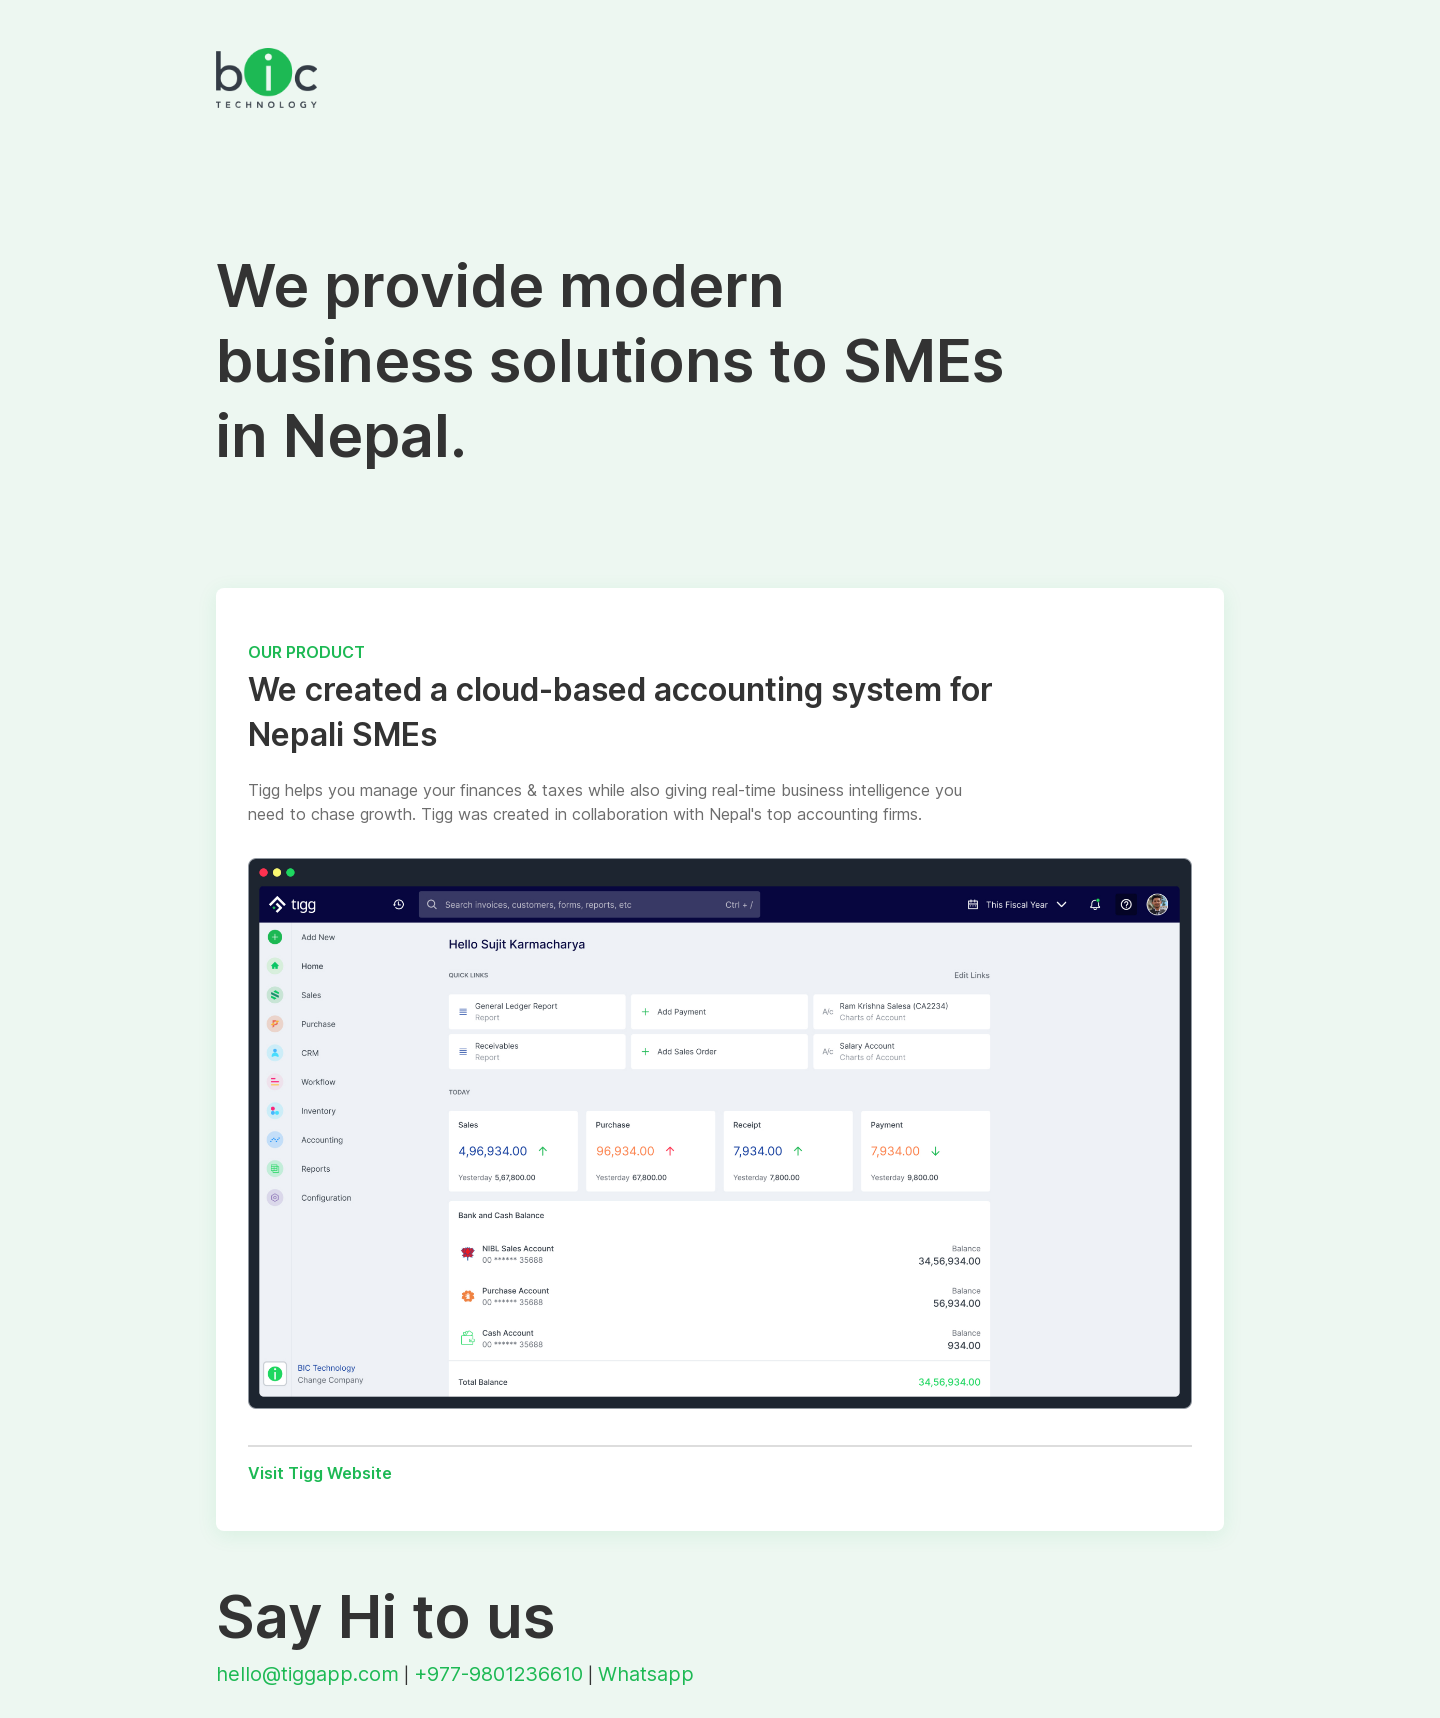 bic
TECHNOLOGY
We provide modern
business solutions to SMEs
in Nepal.
OUR PRODUCT
We created a cloud-based accounting system for
Nepali SMEs
Tigg helps you manage your finances & taxes while also giving real-time business intelligence you
need to chase growth. Tigg was created in collaboration with Nepal's top accounting firms.
tigg
Search invoices, customers, forms, reports, etc
Ctrl + /
This Fiscal Year
Add New
Home
Sales
Purchase
CRM
Workflow
Inventory
Accounting
Reports
Configuration
BIC Technology
Change Company
Hello Sujit Karmacharya
QUICK LINKS
Edit Links
General Ledger Report
Report
Add Payment
A/c
Ram Krishna Salesa (CA2234)
Charts of Account
Receivables
Report
Add Sales Order
A/c
Salary Account
Charts of Account
TODAY
Sales
4,96,934.00
Yesterday 5,67,800.00
Purchase
96,934.00
Yesterday 67,800.00
Receipt
7,934.00
Yesterday 7,800.00
Payment
7,934.00
Yesterday 9,800.00
Bank and Cash Balance
NIBL Sales Account
00 ****** 35688
Balance
34,56,934.00
Purchase Account
00 ****** 35688
Balance
56,934.00
Cash Account
00 ****** 35688
Balance
934.00
Total Balance
34,56,934.00
Visit Tigg Website
Say Hi to us
hello@tiggapp.com | +977-9801236610 | Whatsapp